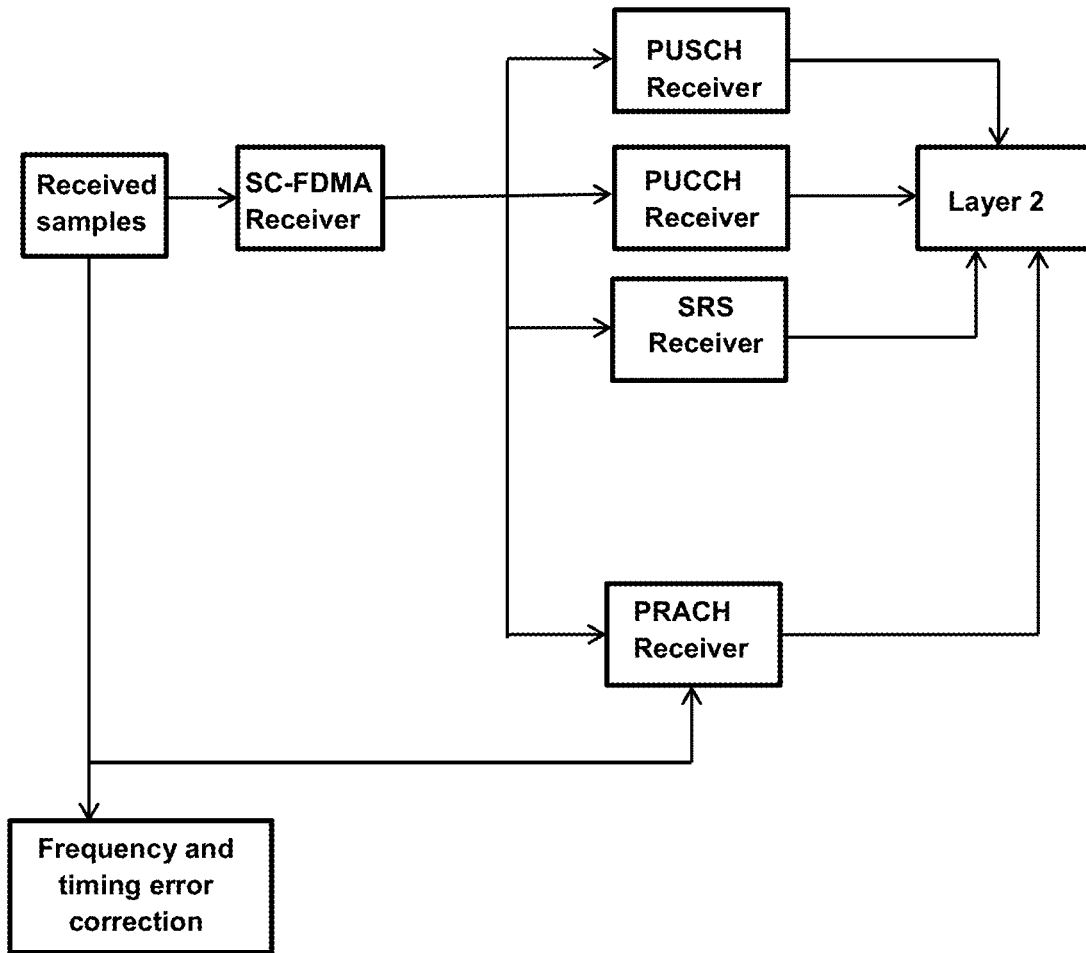 PUSCH
Receiver
Received
samples
SC-FDMA
Receiver
PUCCH
Receiver
Layer 2
SRS
Receiver
PRACH
Receiver
Frequency and
timing error
correction